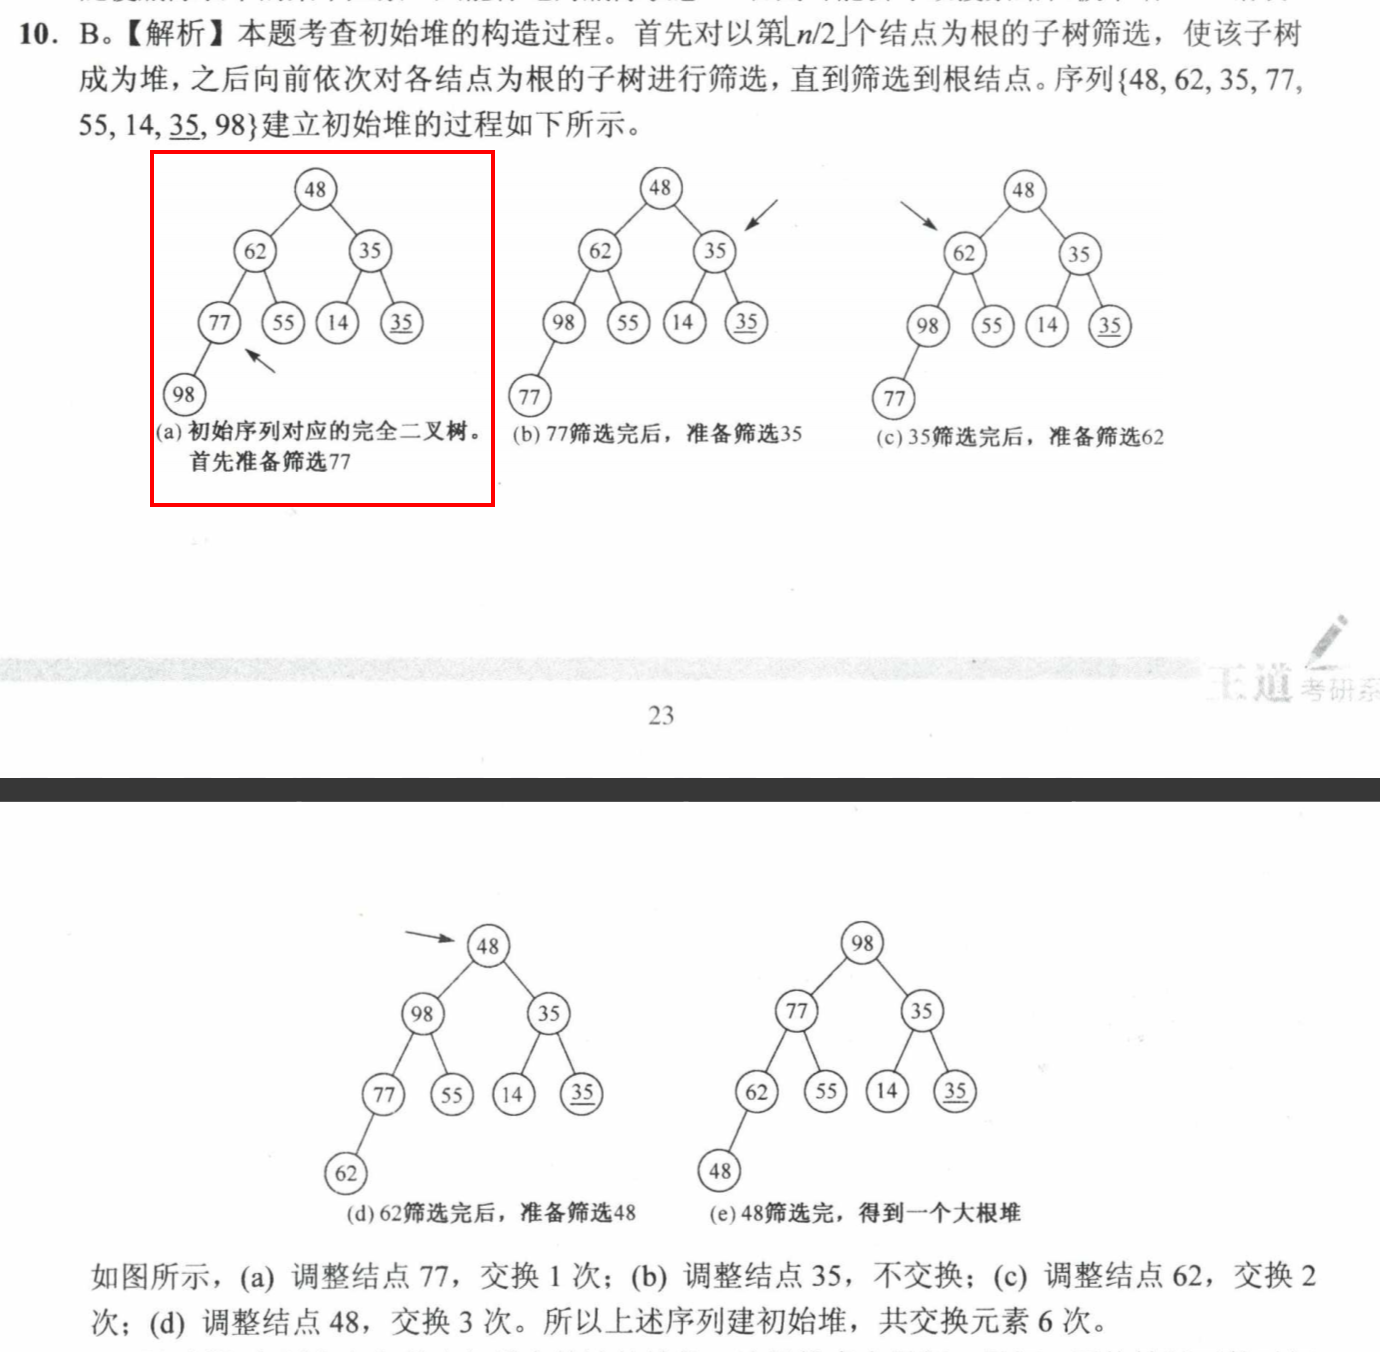 10. B。【解析】本题考查初始堆的构造过程。首先对以第⌊n/2⌋个结点为根的子树筛选，使该子树
成为堆，之后向前依次对各结点为根的子树进行筛选，直到筛选到根结点。序列{48, 62, 35, 77,
55, 14, 35, 98}建立初始堆的过程如下所示。
48
62 35
77 55 14 35
98
(a) 初始序列对应的完全二叉树。
首先准备筛选77
48
62 35
98 55 14 35
77
(b) 77筛选完后，准备筛选35
48
62 35
98 55 14 35
77
(c) 35筛选完后，准备筛选62
王道考研系
23
48
98 35
77 55 14 35
62
(d) 62筛选完后，准备筛选48
98
77 35
62 55 14 35
48
(e) 48筛选完，得到一个大根堆
如图所示，(a) 调整结点 77，交换 1 次；(b) 调整结点 35，不交换；(c) 调整结点 62，交换 2
次；(d) 调整结点 48，交换 3 次。所以上述序列建初始堆，共交换元素 6 次。